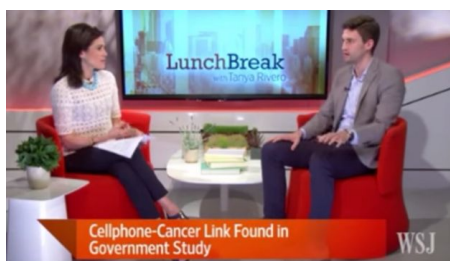 LunchBreak
with Tanya Rivero
Cellphone-Cancer Link Found in
Government Study
WSJ